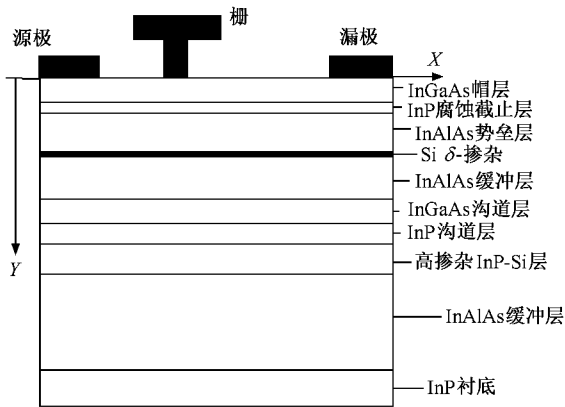 栅
源极
漏极
X
InGaAs帽层
InP腐蚀截止层
InAlAs势垒层
Si δ-掺杂
InAlAs缓冲层
InGaAs沟道层
InP沟道层
Y
高掺杂InP-Si层
InAlAs缓冲层
InP衬底